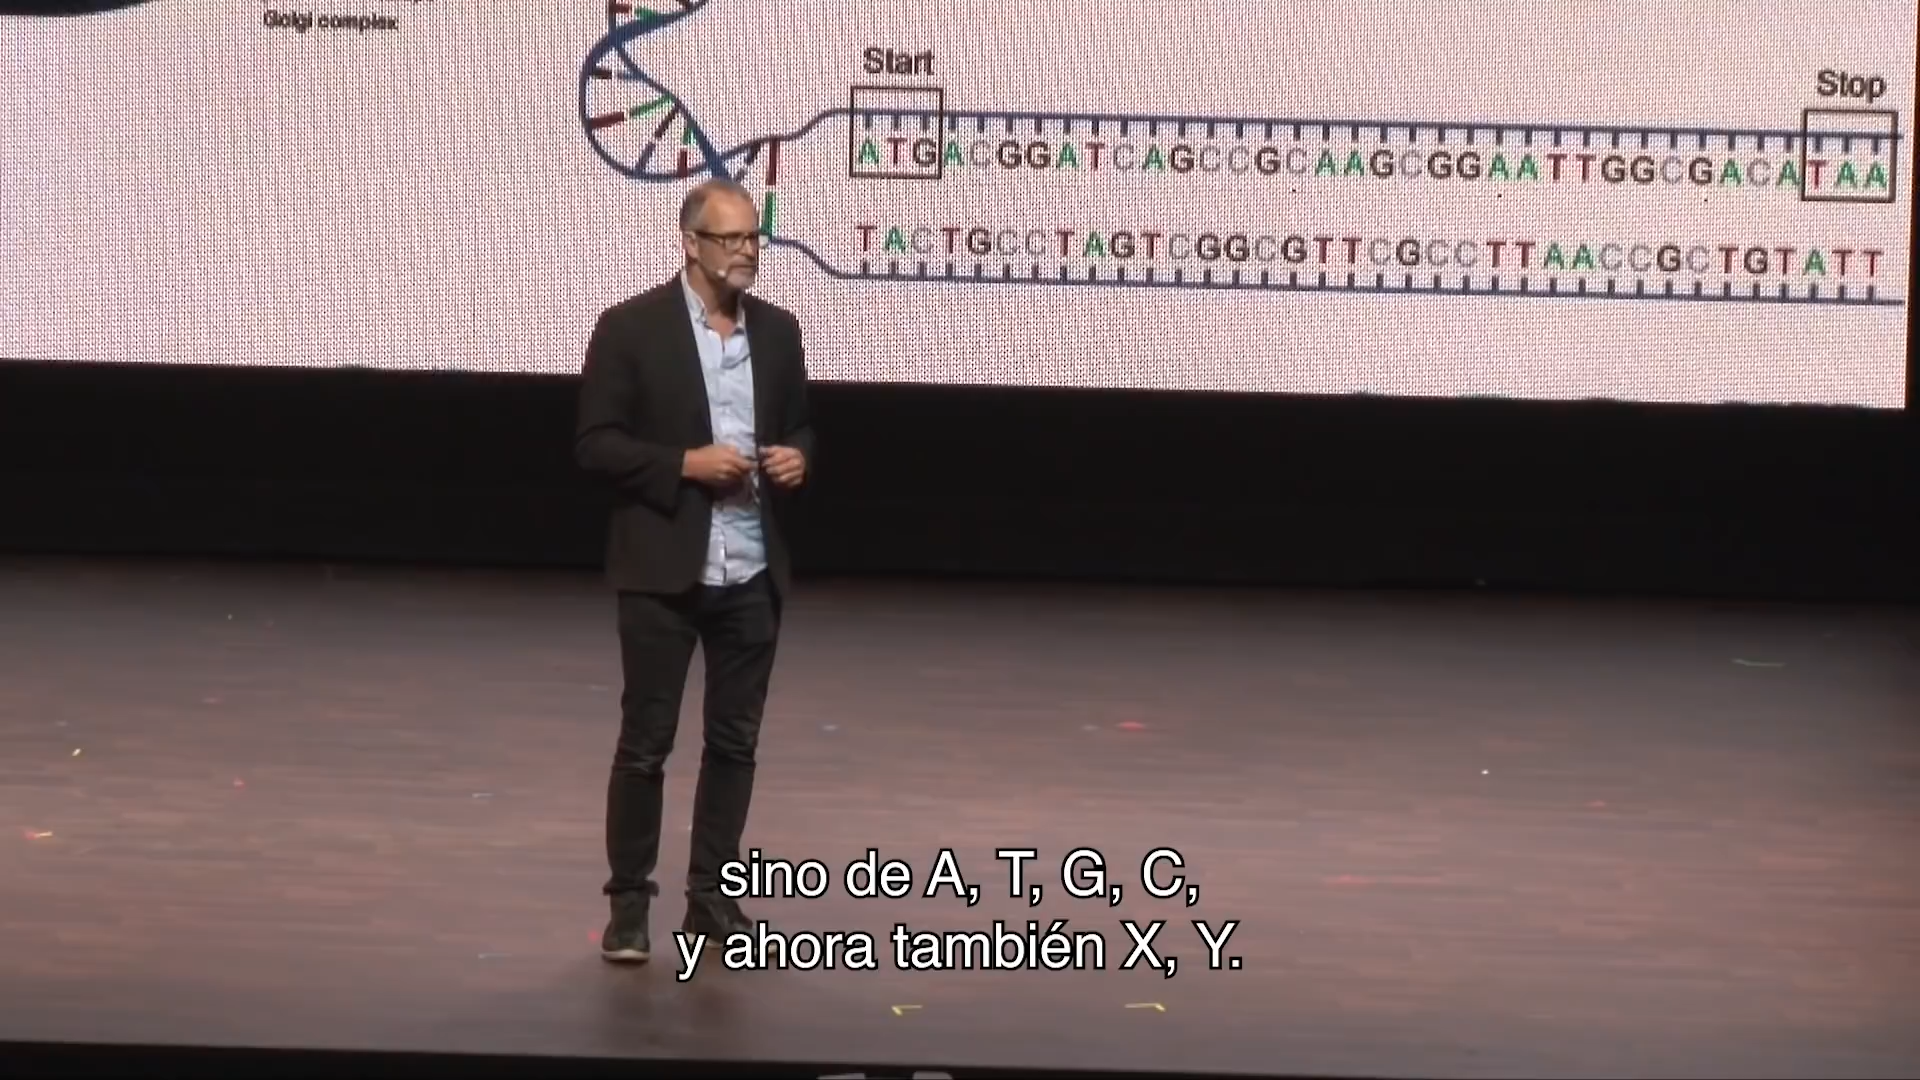 Golgi complex
Start
Stop
ATGACGGATCAGCCGCAAGCGGAATTGGCGACATAA
TACTGCCTAGTCGGCGTTCGCCTTAACCGCTGTATT
sino de A, T, G, C,
y ahora también X, Y.